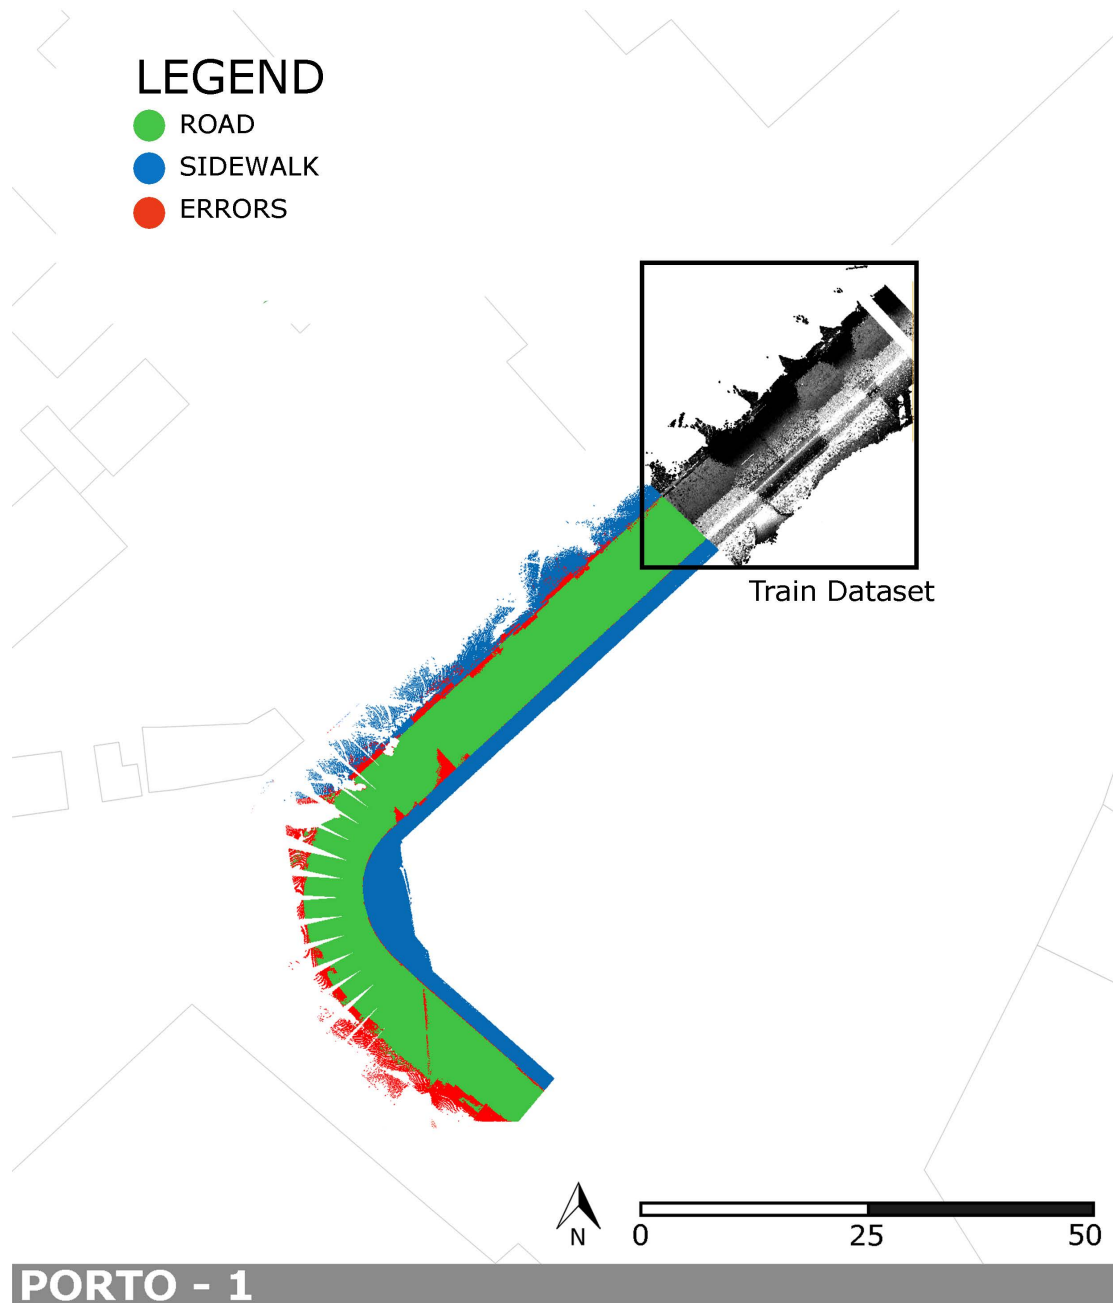 LEGEND
ROAD
SIDEWALK
ERRORS
Train Dataset
N
0 25 50
PORTO - 1